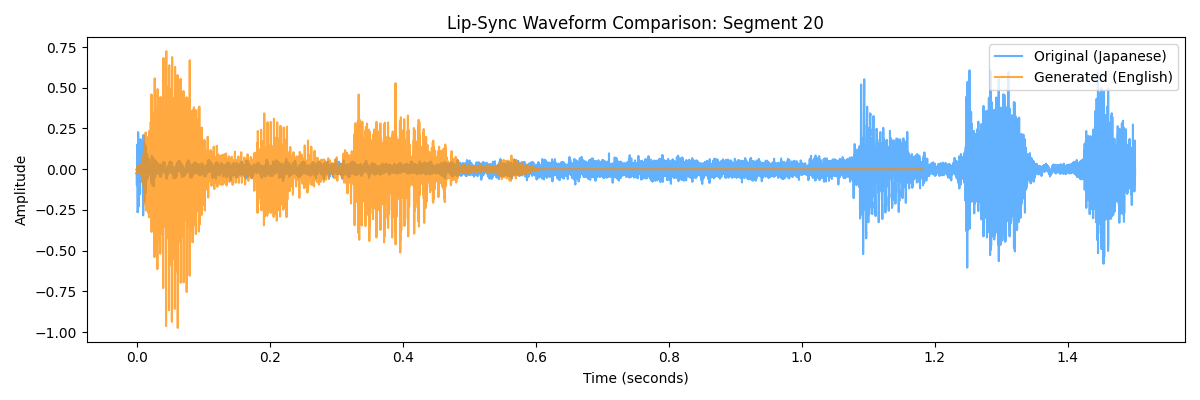 Lip-Sync Waveform Comparison: Segment 20
Original (Japanese)
Generated (English)
Amplitude
0.75
0.50
0.25
0.00
−0.25
−0.50
−0.75
−1.00
0.0 0.2 0.4 0.6 0.8 1.0 1.2 1.4
Time (seconds)